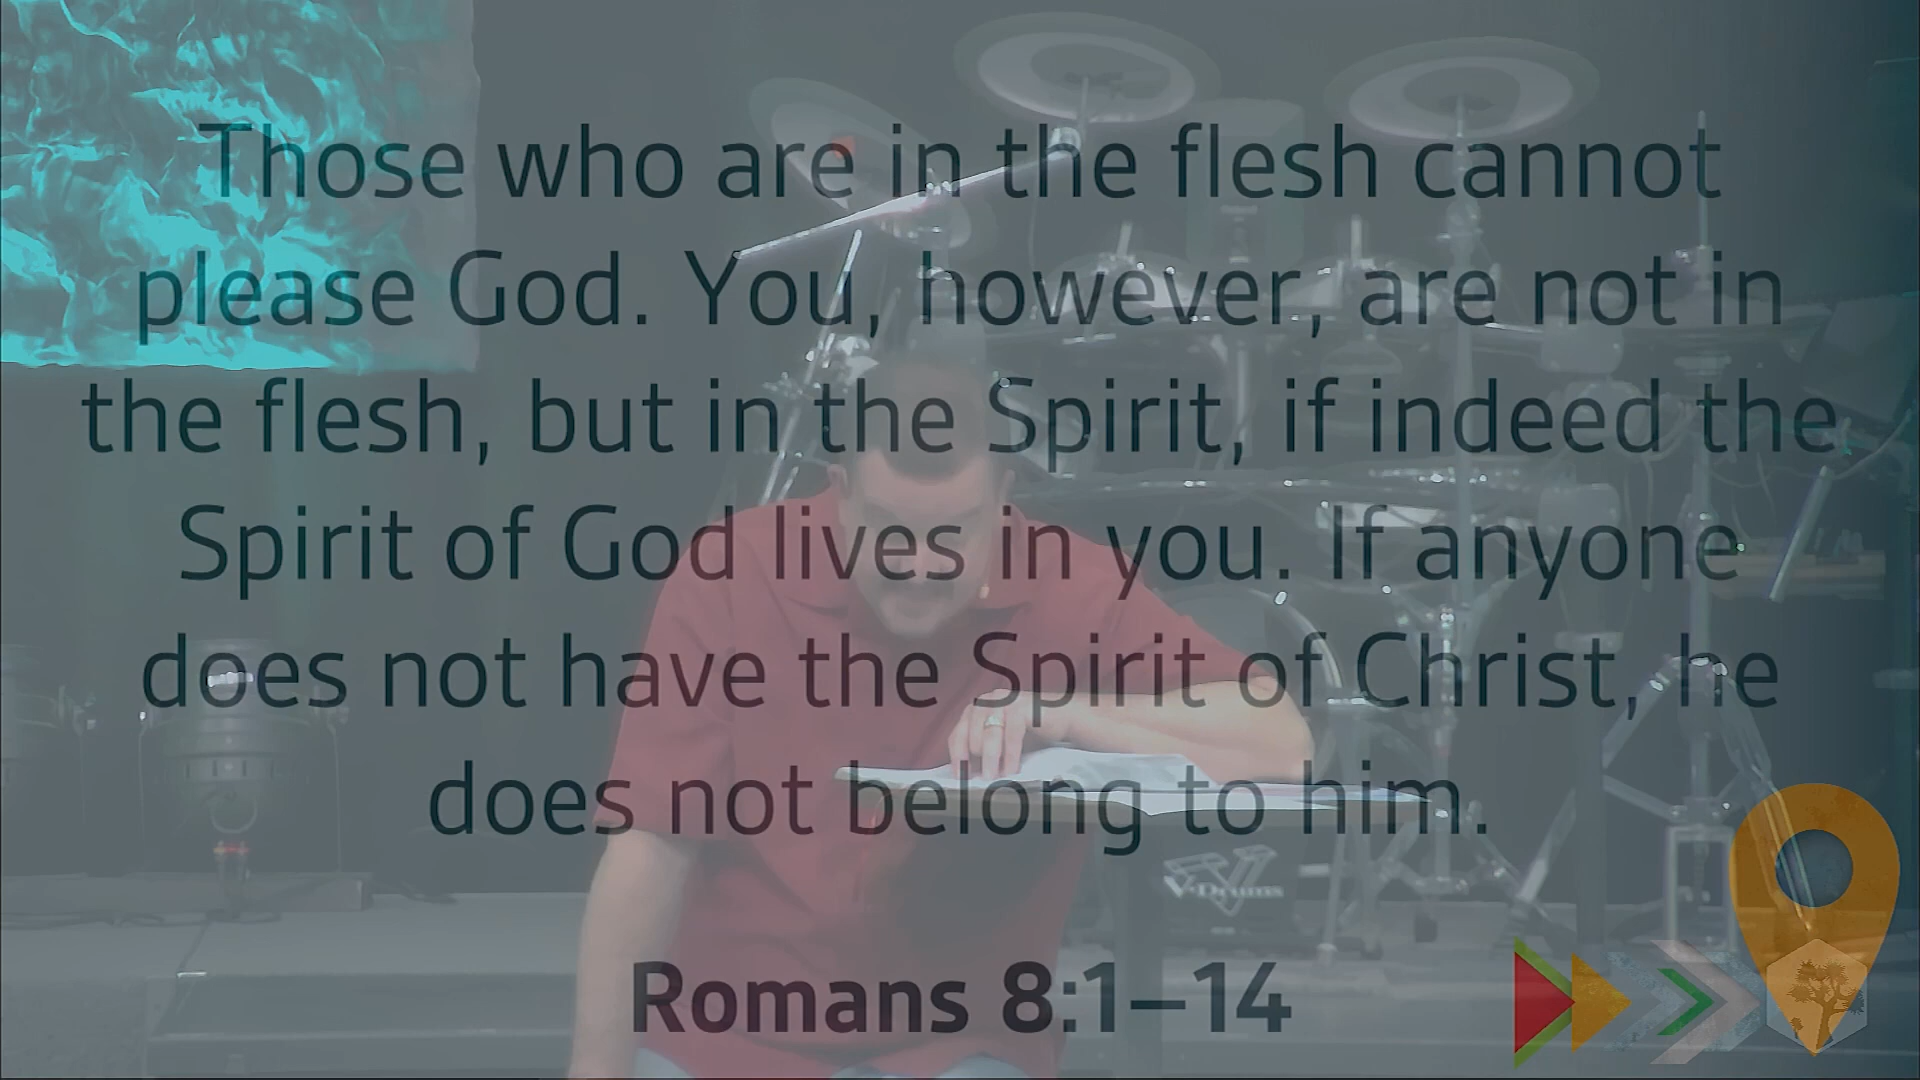 Those who are in the flesh cannot
please God. You, however, are not in
the flesh, but in the Spirit, if indeed the
Spirit of God lives in you. If anyone
does not have the Spirit of Christ, he
does not belong to him.
V-Drums
Romans 8:1–14